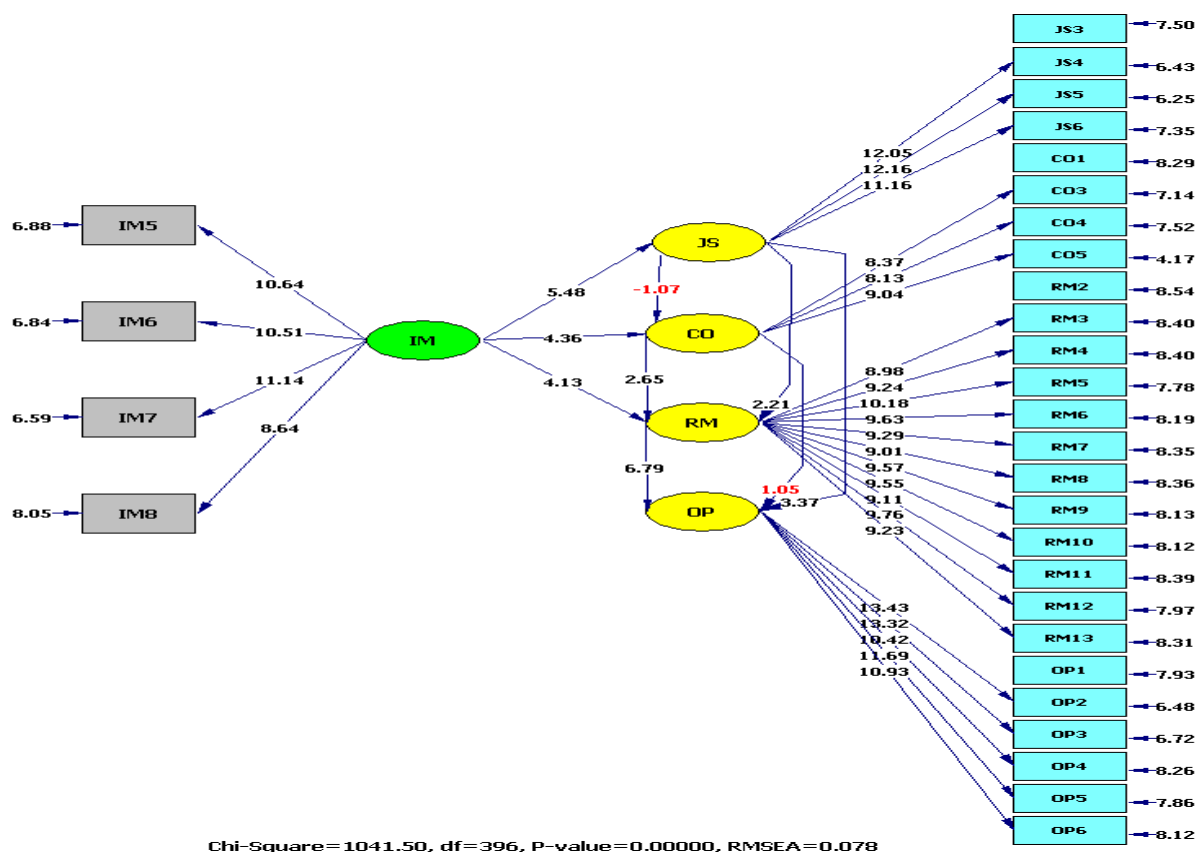 JS3 7.50
JS4 6.43
JS5 6.25
JS6 7.35
12.05
12.16
11.16
CO1 8.29
CO3 7.14
CO4 7.52
CO5 4.17
8.37
8.13
9.04
6.88 IM5
10.64
JS
5.48
-1.07
RM2 8.54
RM3 8.40
6.84 IM6
10.51
IM
4.36
CO
RM4 8.40
8.98
9.24
10.18
9.63
9.29
9.01
9.57
9.55
9.11
9.76
9.23
RM5 7.78
11.14
4.13
2.65
2.21
6.59 IM7
8.64
RM
RM6 8.19
RM7 8.35
6.79
RM8 8.36
1.05
3.37
8.05 IM8
OP
RM9 8.13
RM10 8.12
RM11 8.39
RM12 7.97
RM13 8.31
13.43
13.32
10.42
11.69
10.93
OP1 7.93
OP2 6.48
OP3 6.72
OP4 8.26
OP5 7.86
OP6 8.12
Chi-Square=1041.50, df=396, P-value=0.00000, RMSEA=0.078